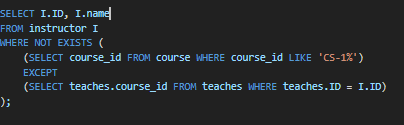 SELECT I.ID, I.name
FROM instructor I
WHERE NOT EXISTS (
(SELECT course_id FROM course WHERE course_id LIKE 'CS-1%')
EXCEPT
(SELECT teaches.course_id FROM teaches WHERE teaches.ID = I.ID)
);